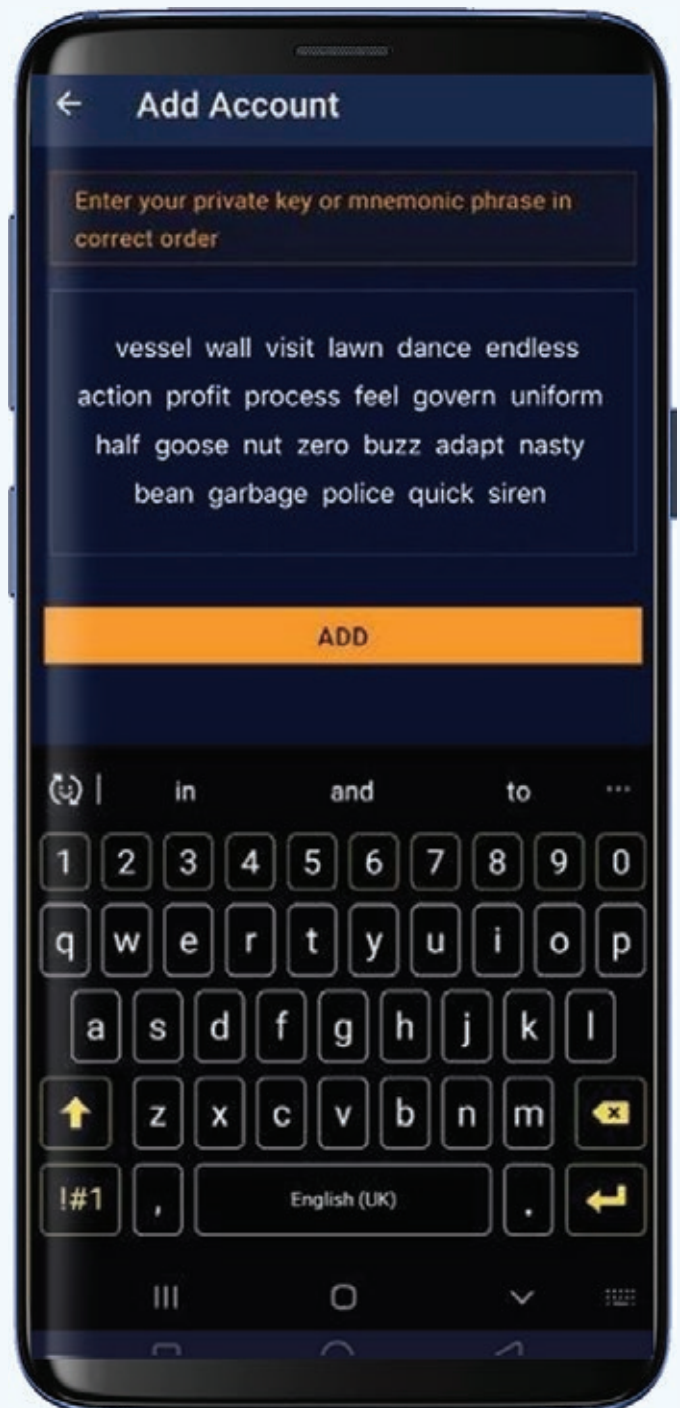 Add Account
Enter your private key or mnemonic phrase in
correct order
vessel wall visit lawn dance endless
action profit process feel govern uniform
half goose nut zero buzz adapt nasty
bean garbage police quick siren
ADD
in and to ...
1 2 3 4 5 6 7 8 9 0
q w e r t y u i o p
a s d f g h j k l
z x c v b n m
!#1 , English (UK) .